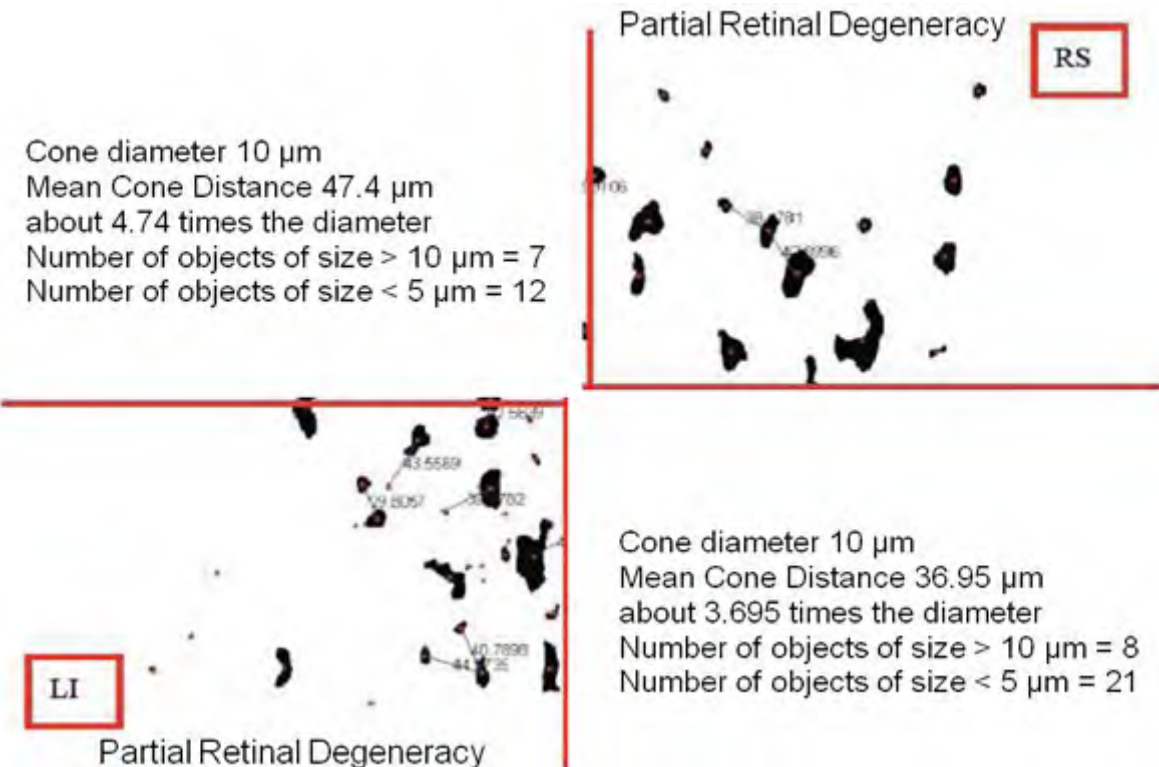 Partial Retinal Degeneracy
RS
Cone diameter 10 µm
Mean Cone Distance 47.4 µm
about 4.74 times the diameter
Number of objects of size > 10 µm = 7
Number of objects of size < 5 µm = 12
43.5569
40.7898
LI
Partial Retinal Degeneracy
Cone diameter 10 µm
Mean Cone Distance 36.95 µm
about 3.695 times the diameter
Number of objects of size > 10 µm = 8
Number of objects of size < 5 µm = 21